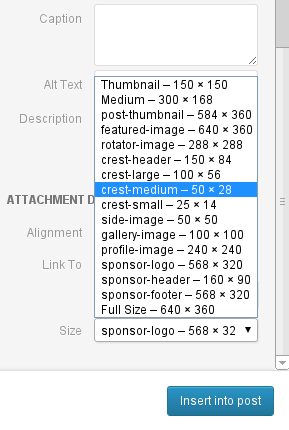 Caption
Alt Text
Description
Thumbnail – 150 × 150
Medium – 300 × 168
post-thumbnail – 584 × 360
featured-image – 640 × 360
rotator-image – 288 × 288
crest-header – 150 × 84
crest-large – 100 × 56
crest-medium – 50 × 28
crest-small – 25 × 14
side-image – 50 × 50
gallery-image – 100 × 100
profile-image – 240 × 240
sponsor-logo – 568 × 320
sponsor-header – 160 × 90
sponsor-footer – 568 × 320
Full Size – 640 × 360
ATTACHMENT D
Alignment
Link To
Size
sponsor-logo – 568 × 32
Insert into post